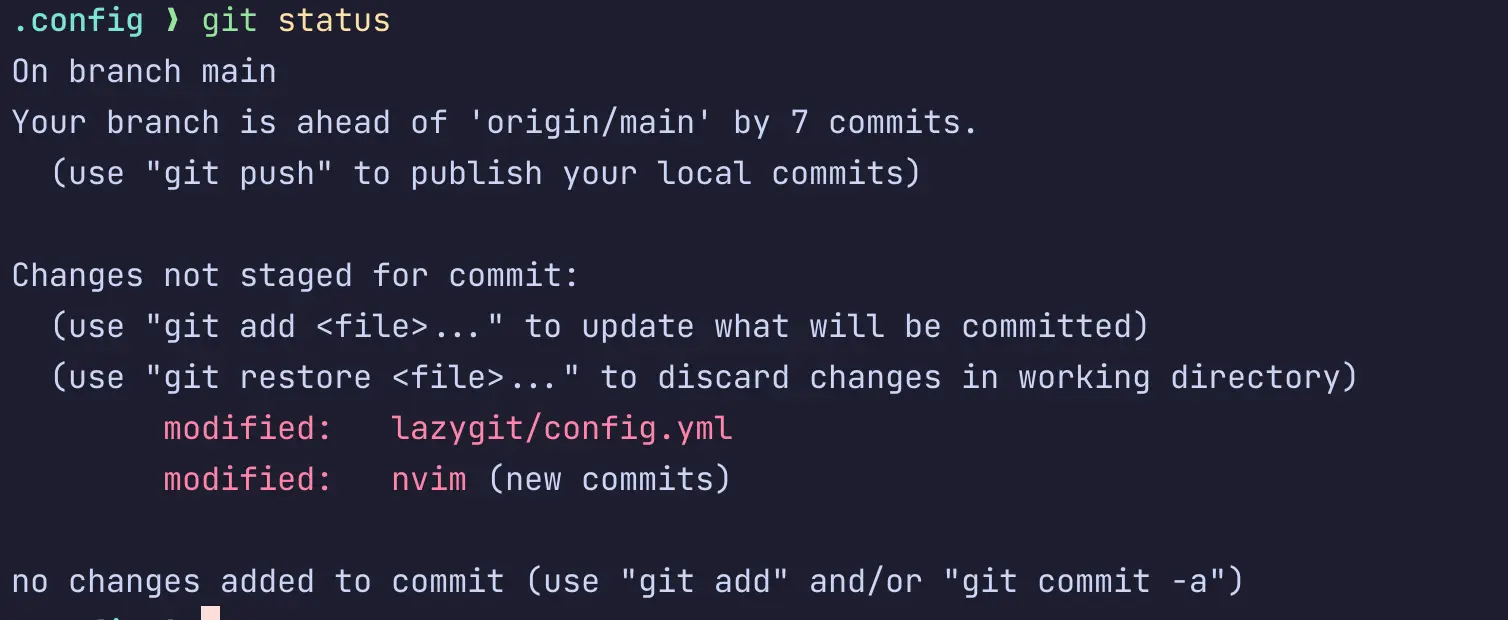 .config ❯ git status
On branch main
Your branch is ahead of 'origin/main' by 7 commits.
  (use "git push" to publish your local commits)

Changes not staged for commit:
  (use "git add <file>..." to update what will be committed)
  (use "git restore <file>..." to discard changes in working directory)
        modified:   lazygit/config.yml
        modified:   nvim (new commits)

no changes added to commit (use "git add" and/or "git commit -a")